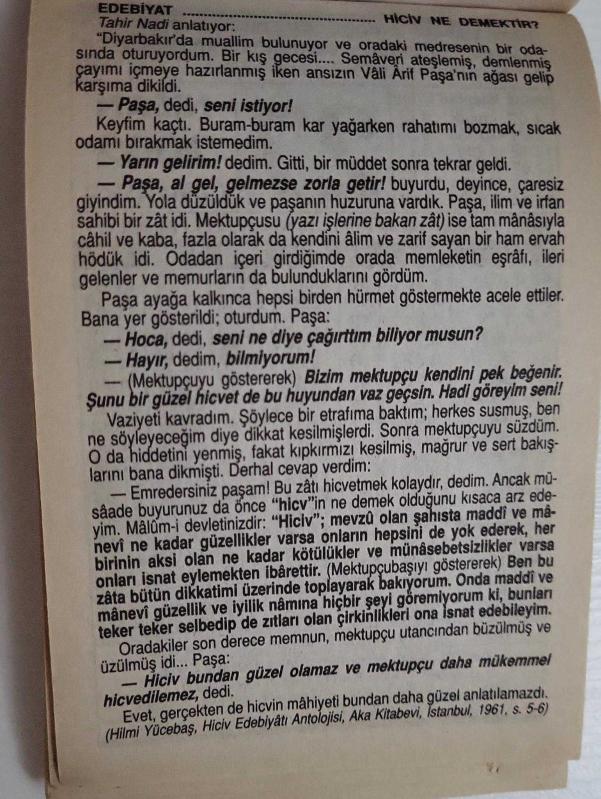 EDEBİYAT ........................................ HİCİV NE DEMEKTİR?
Tahir Nadi anlatıyor:
"Diyarbakır'da muallim bulunuyor ve oradaki medresenin bir oda-
sında oturuyordum. Bir kış gecesi.... Semâveri ateşlemiş, demlenmiş
çayımı içmeye hazırlanmış iken ansızın Vâli Ârif Paşa'nın ağası gelip
karşıma dikildi.
— Paşa, dedi, seni istiyor!
Keyfim kaçtı. Buram-buram kar yağarken rahatımı bozmak, sıcak
odamı bırakmak istemedim.
— Yarın gelirim! dedim. Gitti, bir müddet sonra tekrar geldi.
— Paşa, al gel, gelmezse zorla getir! buyurdu, deyince, çaresiz
giyindim. Yola düzüldük ve paşanın huzuruna vardık. Paşa, ilim ve irfan
sahibi bir zât idi. Mektupçusu (yazı işlerine bakan zât) ise tam mânâsıyla
câhil ve kaba, fazla olarak da kendini âlim ve zarif sayan bir ham ervah
hödük idi. Odadan içeri girdiğimde orada memleketin eşrâfı, ileri
gelenler ve memurların da bulunduklarını gördüm.
Paşa ayağa kalkınca hepsi birden hürmet göstermekte acele ettiler.
Bana yer gösterildi; oturdum. Paşa:
— Hoca, dedi, seni ne diye çağırttım biliyor musun?
— Hayır, dedim, bilmiyorum!
— (Mektupçuyu göstererek) Bizim mektupçu kendini pek beğenir.
Şunu bir güzel hicvet de bu huyundan vaz geçsin. Hadi göreyim seni!
Vaziyeti kavradım. Şöylece bir etrafıma baktım; herkes susmuş, ben
ne söyleyeceğim diye dikkat kesilmişlerdi. Sonra mektupçuyu süzdüm.
O da hiddetini yenmiş, fakat kıpkırmızı kesilmiş, mağrur ve sert bakış-
larını bana dikmişti. Derhal cevap verdim:
— Emredersiniz paşam! Bu zâtı hicvetmek kolaydır, dedim. Ancak mü-
sâade buyurunuz da önce "hicv"in ne demek olduğunu kısaca arz ede-
yim. Mâlûm-i devletinizdir: "Hiciv"; mevzû olan şahısta maddî ve mâ-
nevî ne kadar güzellikler varsa onların hepsini de yok ederek, her
birinin aksi olan ne kadar kötülükler ve münâsebetsizlikler varsa
onları isnat eylemekten ibârettir. (Mektupçubaşıyı göstererek) Ben bu
zâta bütün dikkatimi üzerinde toplayarak bakıyorum. Onda maddî ve
mânevî güzellik ve iyilik nâmına hiçbir şeyi göremiyorum ki, bunları
teker teker selbedip de zıtları olan çirkinlikleri ona isnat edebileyim.
Oradakiler son derece memnun, mektupçu utancından büzülmüş ve
üzülmüş idi... Paşa:
— Hiciv bundan güzel olamaz ve mektupçu daha mükemmel
hicvedilemez, dedi.
Evet, gerçekten de hicvin mâhiyeti bundan daha güzel anlatılamazdı.
(Hilmi Yücebaş, Hiciv Edebiyâtı Antolojisi, Aka Kitabevi, İstanbul, 1961, s. 5-6)